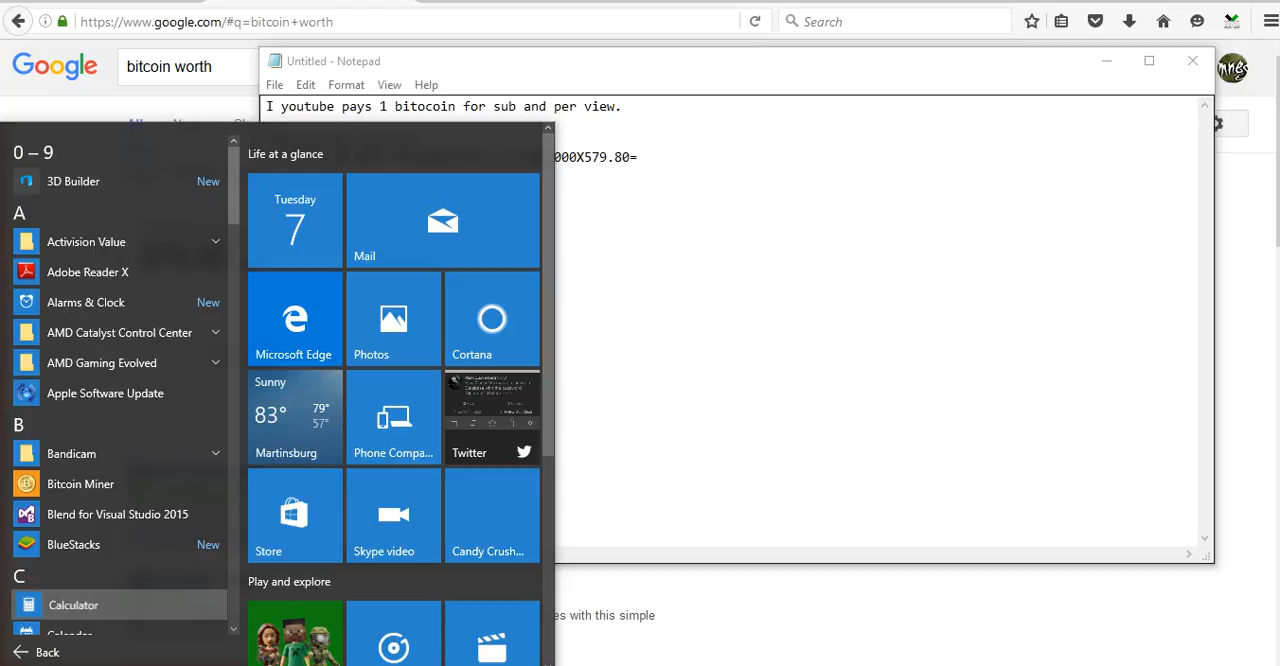 https://www.google.com/#q=bitcoin+worth
Search
Google
bitcoin worth
Untitled - Notepad
File Edit Format View Help
I youtube pays 1 bitocoin for sub and per view.
000X579.80=
mngs
0 – 9
3D Builder New
A
Activision Value
Adobe Reader X
Alarms & Clock New
AMD Catalyst Control Center
AMD Gaming Evolved
Apple Software Update
B
Bandicam
Bitcoin Miner
Blend for Visual Studio 2015
BlueStacks New
C
Calculator
Calendar
Back
Life at a glance
Tuesday
7
Mail
Microsoft Edge
Photos
Cortana
Sunny
83° 79°
57°
Martinsburg
Phone Compa...
Twitter
Store
Skype video
Candy Crush...
Play and explore
es with this simple